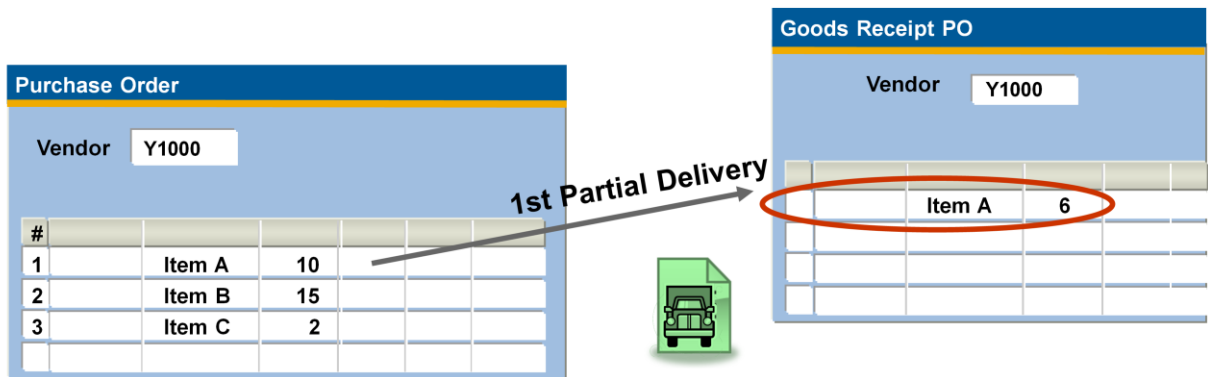 Purchase Order
Vendor Y1000
#
1 Item A 10
2 Item B 15
3 Item C 2
1st Partial Delivery
Goods Receipt PO
Vendor Y1000
Item A 6